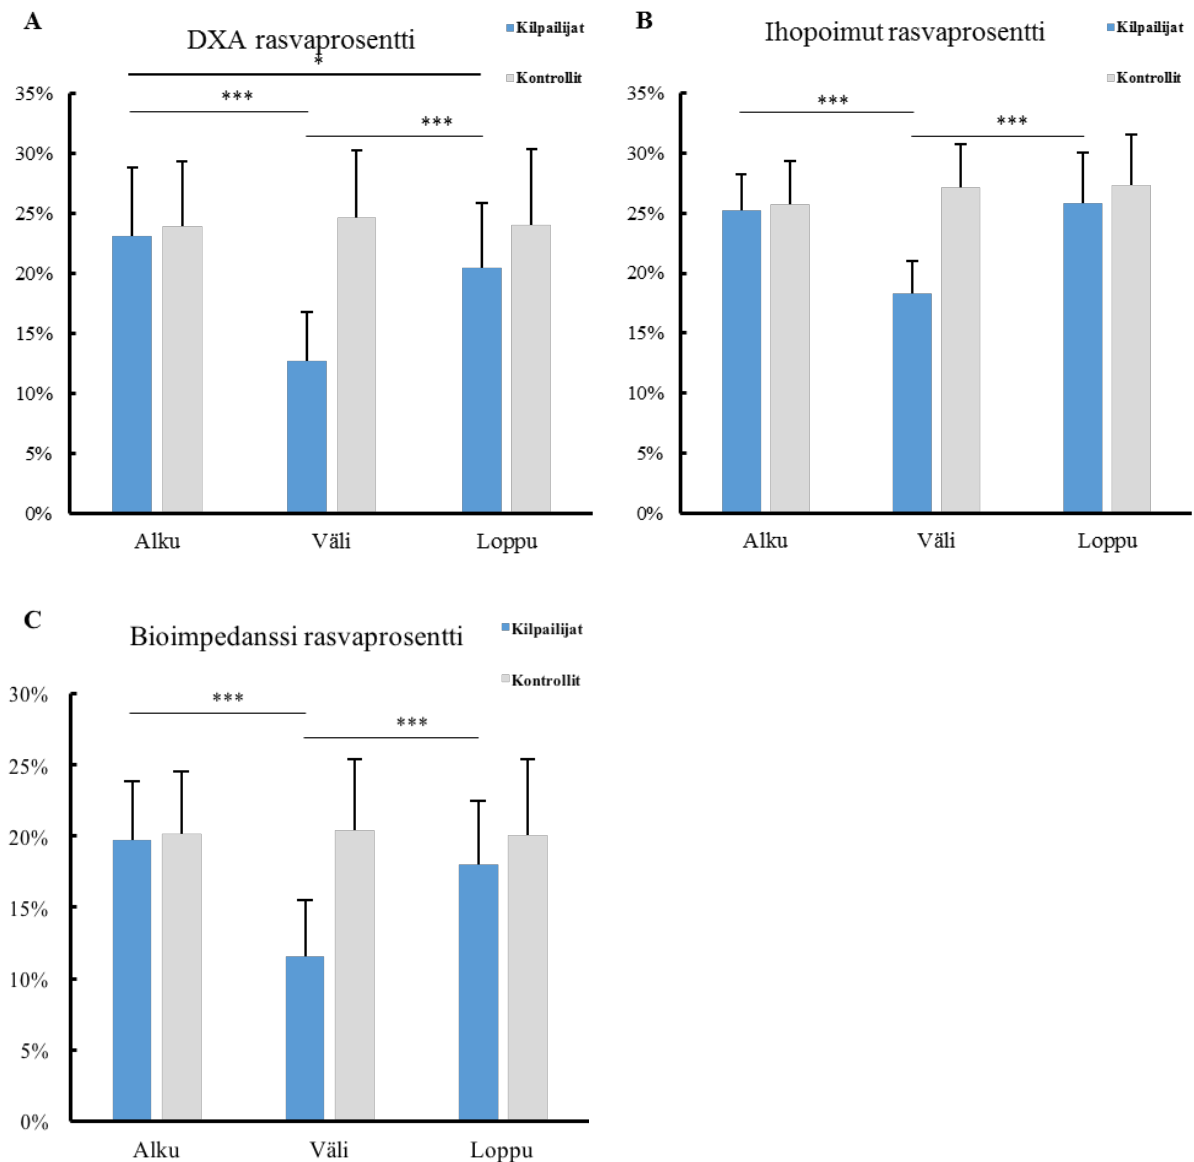 A
DXA rasvaprosentti
Kilpailijat
Kontrollit
*
***
***
35%
30%
25%
20%
15%
10%
5%
0%
Alku
Väli
Loppu
B
Ihopoimut rasvaprosentti
Kilpailijat
Kontrollit
***
***
35%
30%
25%
20%
15%
10%
5%
0%
Alku
Väli
Loppu
C
Bioimpedanssi rasvaprosentti
Kilpailijat
Kontrollit
***
***
30%
25%
20%
15%
10%
5%
0%
Alku
Väli
Loppu